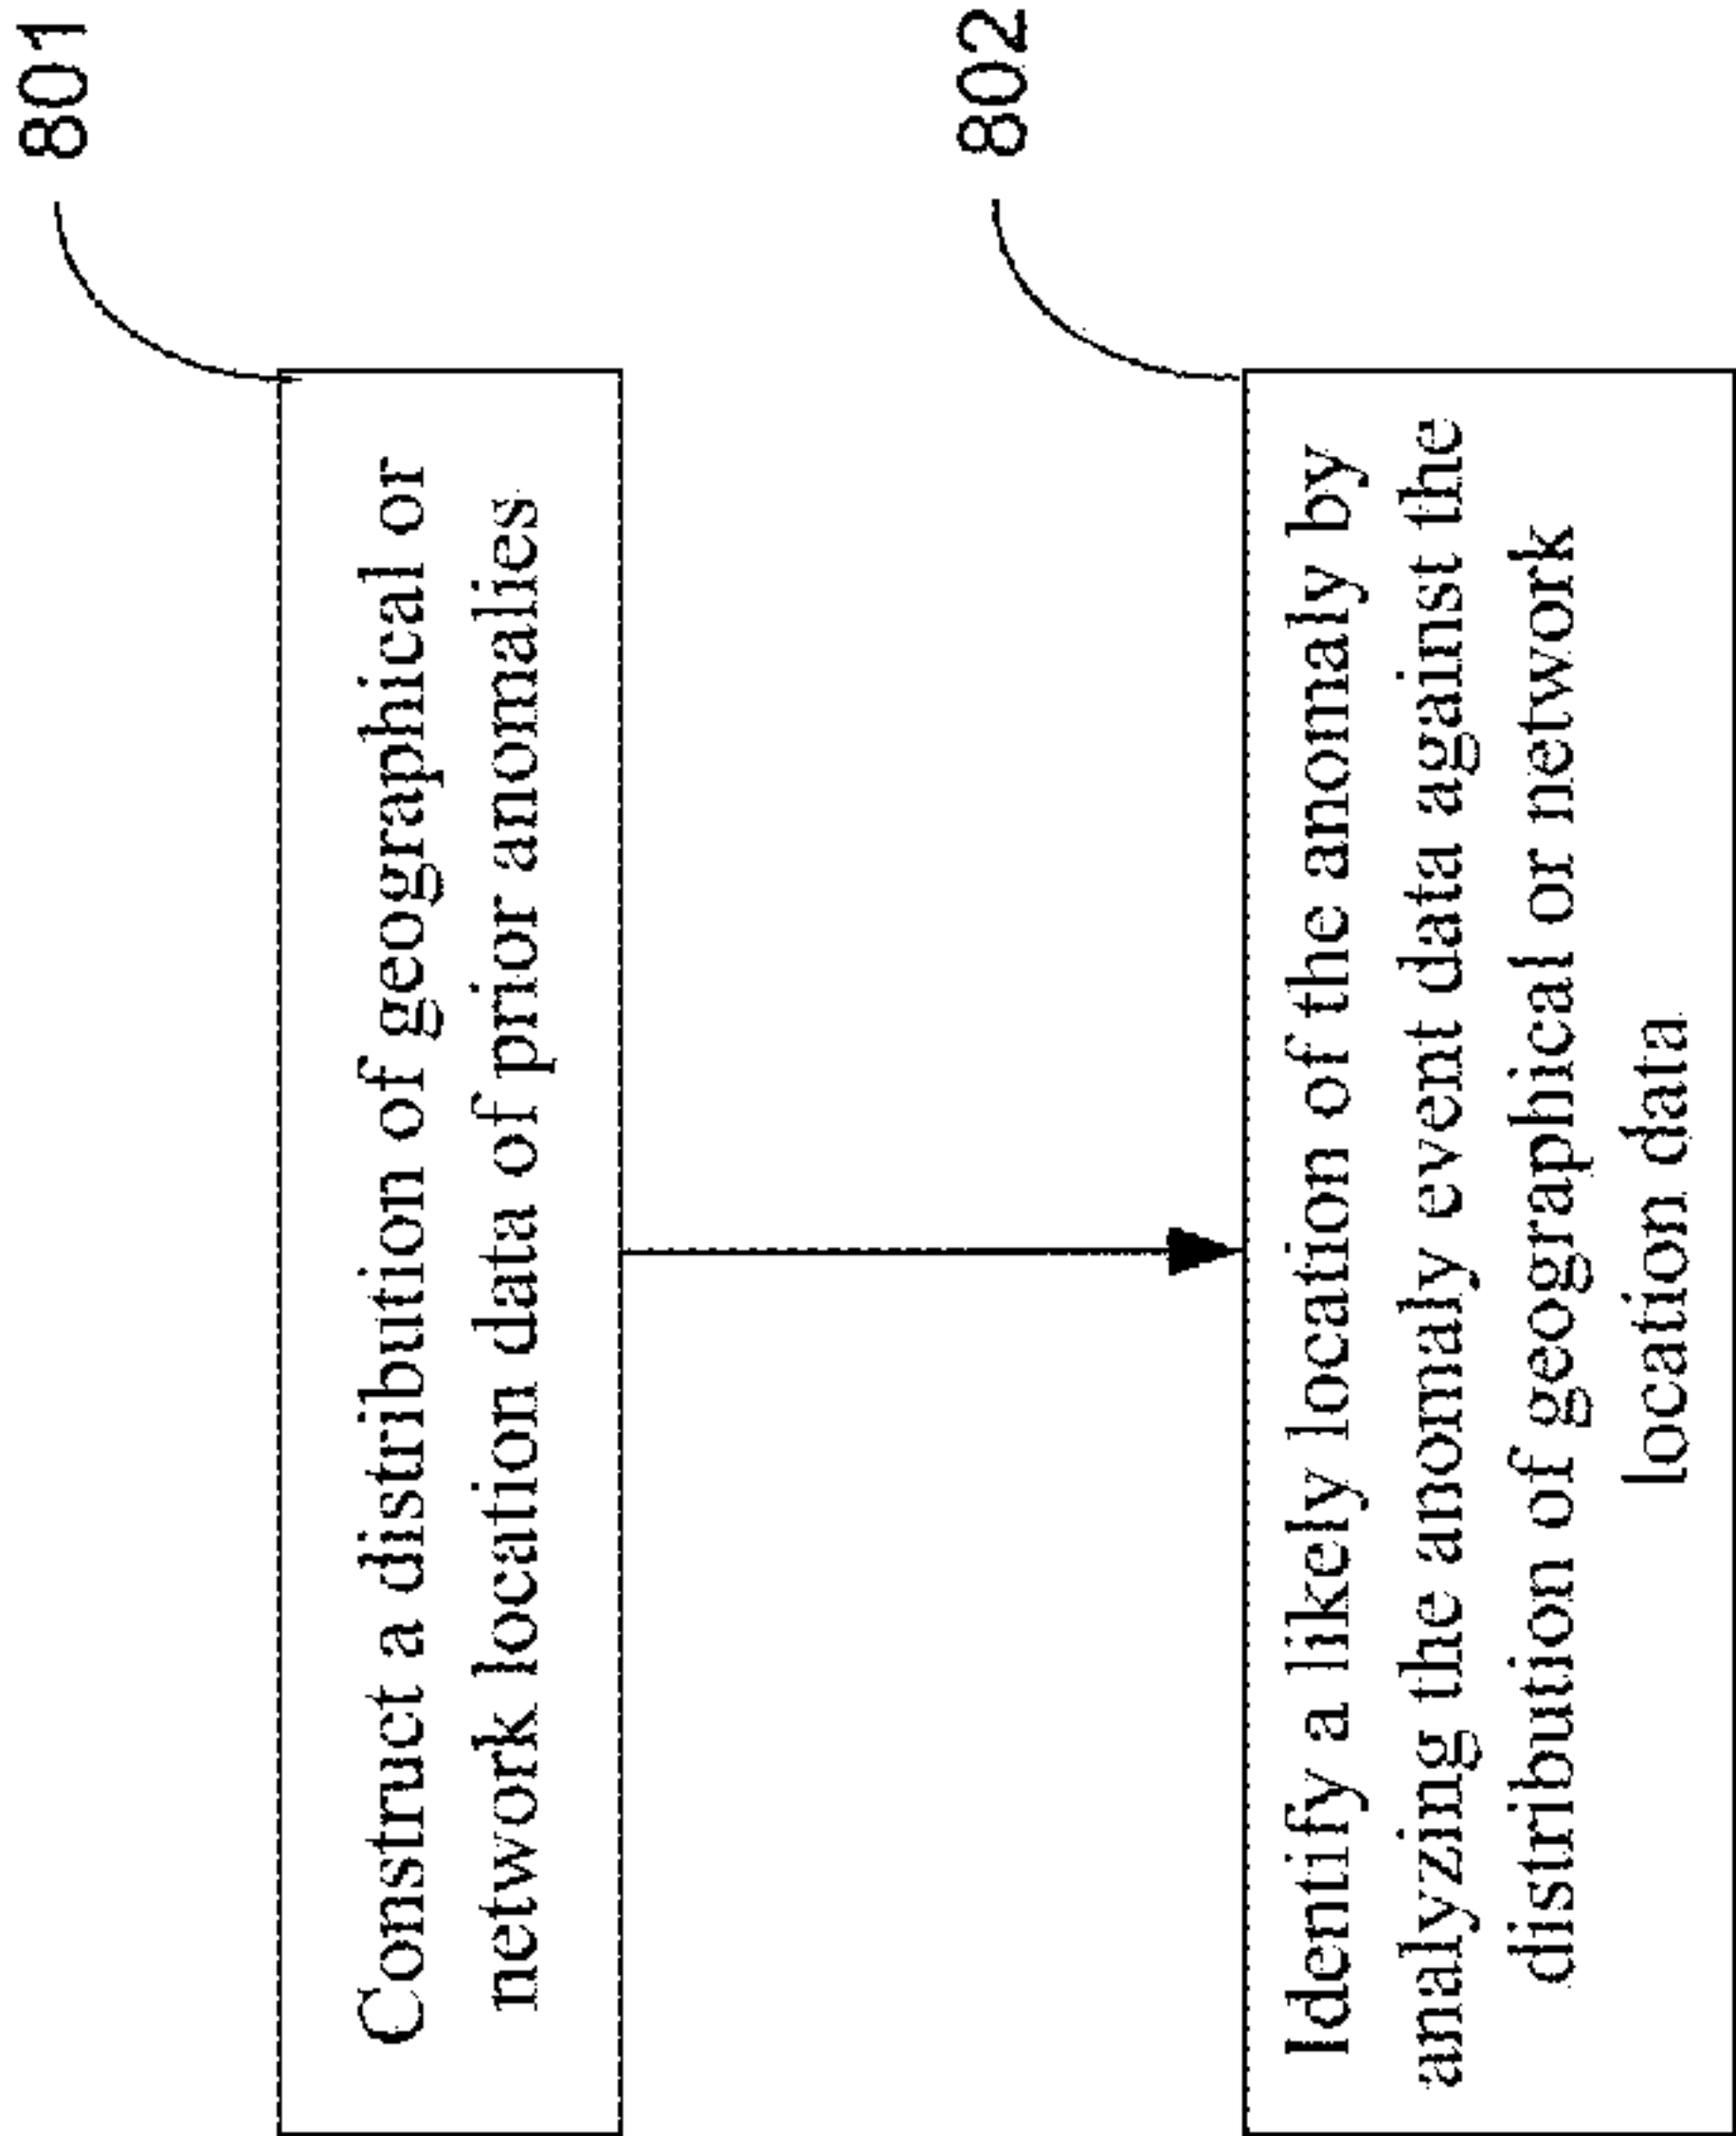 801
Construct a distribution of geographical or
network location data of prior anomalies
802
Identify a likely location of the anomaly by
analyzing the anomaly event data against the
distribution of geographical or network
location data